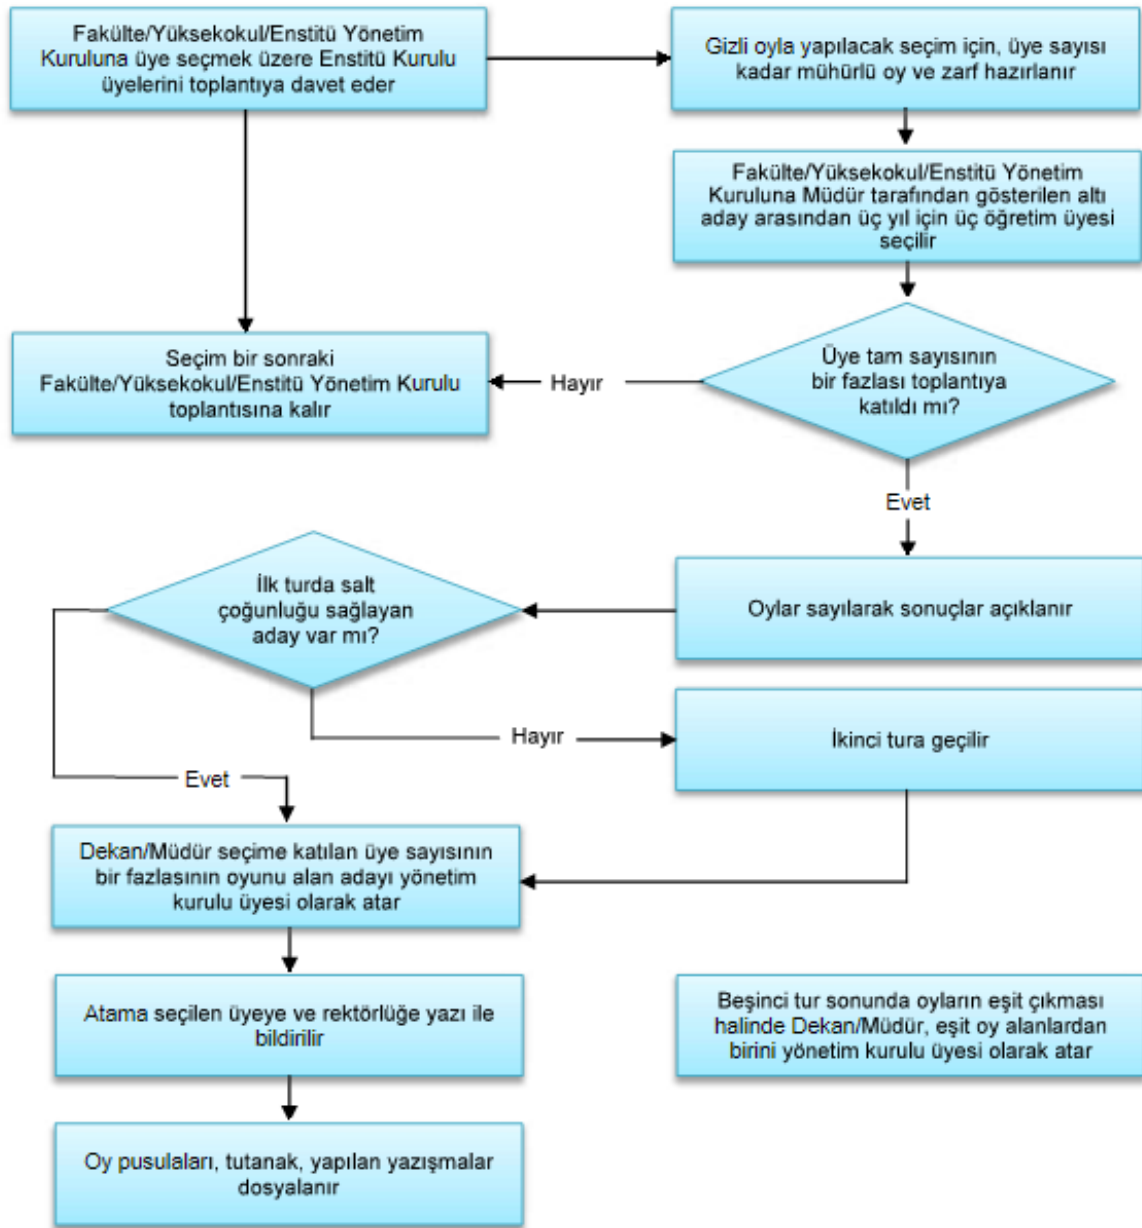 Fakülte/Yüksekokul/Enstitü Yönetim
Kuruluna üye seçmek üzere Enstitü Kurulu
üyelerini toplantıya davet eder
Gizli oyla yapılacak seçim için, üye sayısı
kadar mühürlü oy ve zarf hazırlanır
Fakülte/Yüksekokul/Enstitü Yönetim
Kuruluna Müdür tarafından gösterilen altı
aday arasından üç yıl için üç öğretim üyesi
seçilir
Seçim bir sonraki
Fakülte/Yüksekokul/Enstitü Yönetim Kurulu
toplantısına kalır
Hayır
Üye tam sayısının
bir fazlası toplantıya
katıldı mı?
Evet
İlk turda salt
çoğunluğu sağlayan
aday var mı?
Oylar sayılarak sonuçlar açıklanır
Hayır
İkinci tura geçilir
Evet
Dekan/Müdür seçime katılan üye sayısının
bir fazlasının oyunu alan adayı yönetim
kurulu üyesi olarak atar
Atama seçilen üyeye ve rektörlüğe yazı ile
bildirilir
Beşinci tur sonunda oyların eşit çıkması
halinde Dekan/Müdür, eşit oy alanlardan
birini yönetim kurulu üyesi olarak atar
Oy pusulaları, tutanak, yapılan yazışmalar
dosyalanır